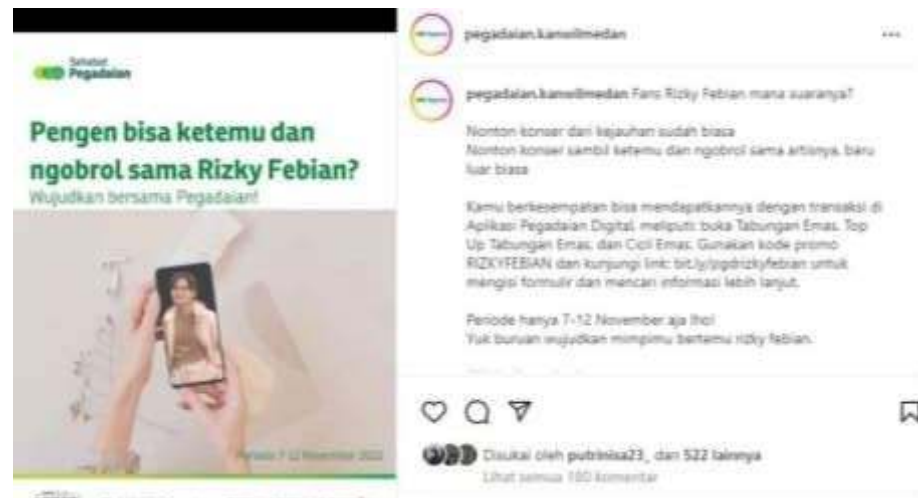 Sahabat
Pegadaian
Pengen bisa ketemu dan
ngobrol sama Rizky Febian?
Wujudkan bersama Pegadaian!
Periode 7-12 November 2022
pegadaian.kanwilmedan
pegadaian.kanwilmedan Fans Rizky Febian mana suaranya?
Nonton konser dari kejauhan sudah biasa
Nonton konser sambil ketemu dan ngobrol sama artisnya, baru
luar biasa
Kamu berkesempatan bisa mendapatkannya dengan transaksi di
Aplikasi Pegadaian Digital, meliputi: buka Tabungan Emas, Top
Up Tabungan Emas, dan Cicil Emas. Gunakan kode promo
RIZKYFEBIAN dan kunjungi link: bit.ly/pgdrizkyfebian untuk
mengisi formulir dan mencari informasi lebih lanjut.
Periode hanya 7-12 November aja lho!
Yuk buruan wujudkan mimpimu bertemu rizky febian.
Disukai oleh putrinisa23_ dan 522 lainnya
Lihat semua 180 komentar